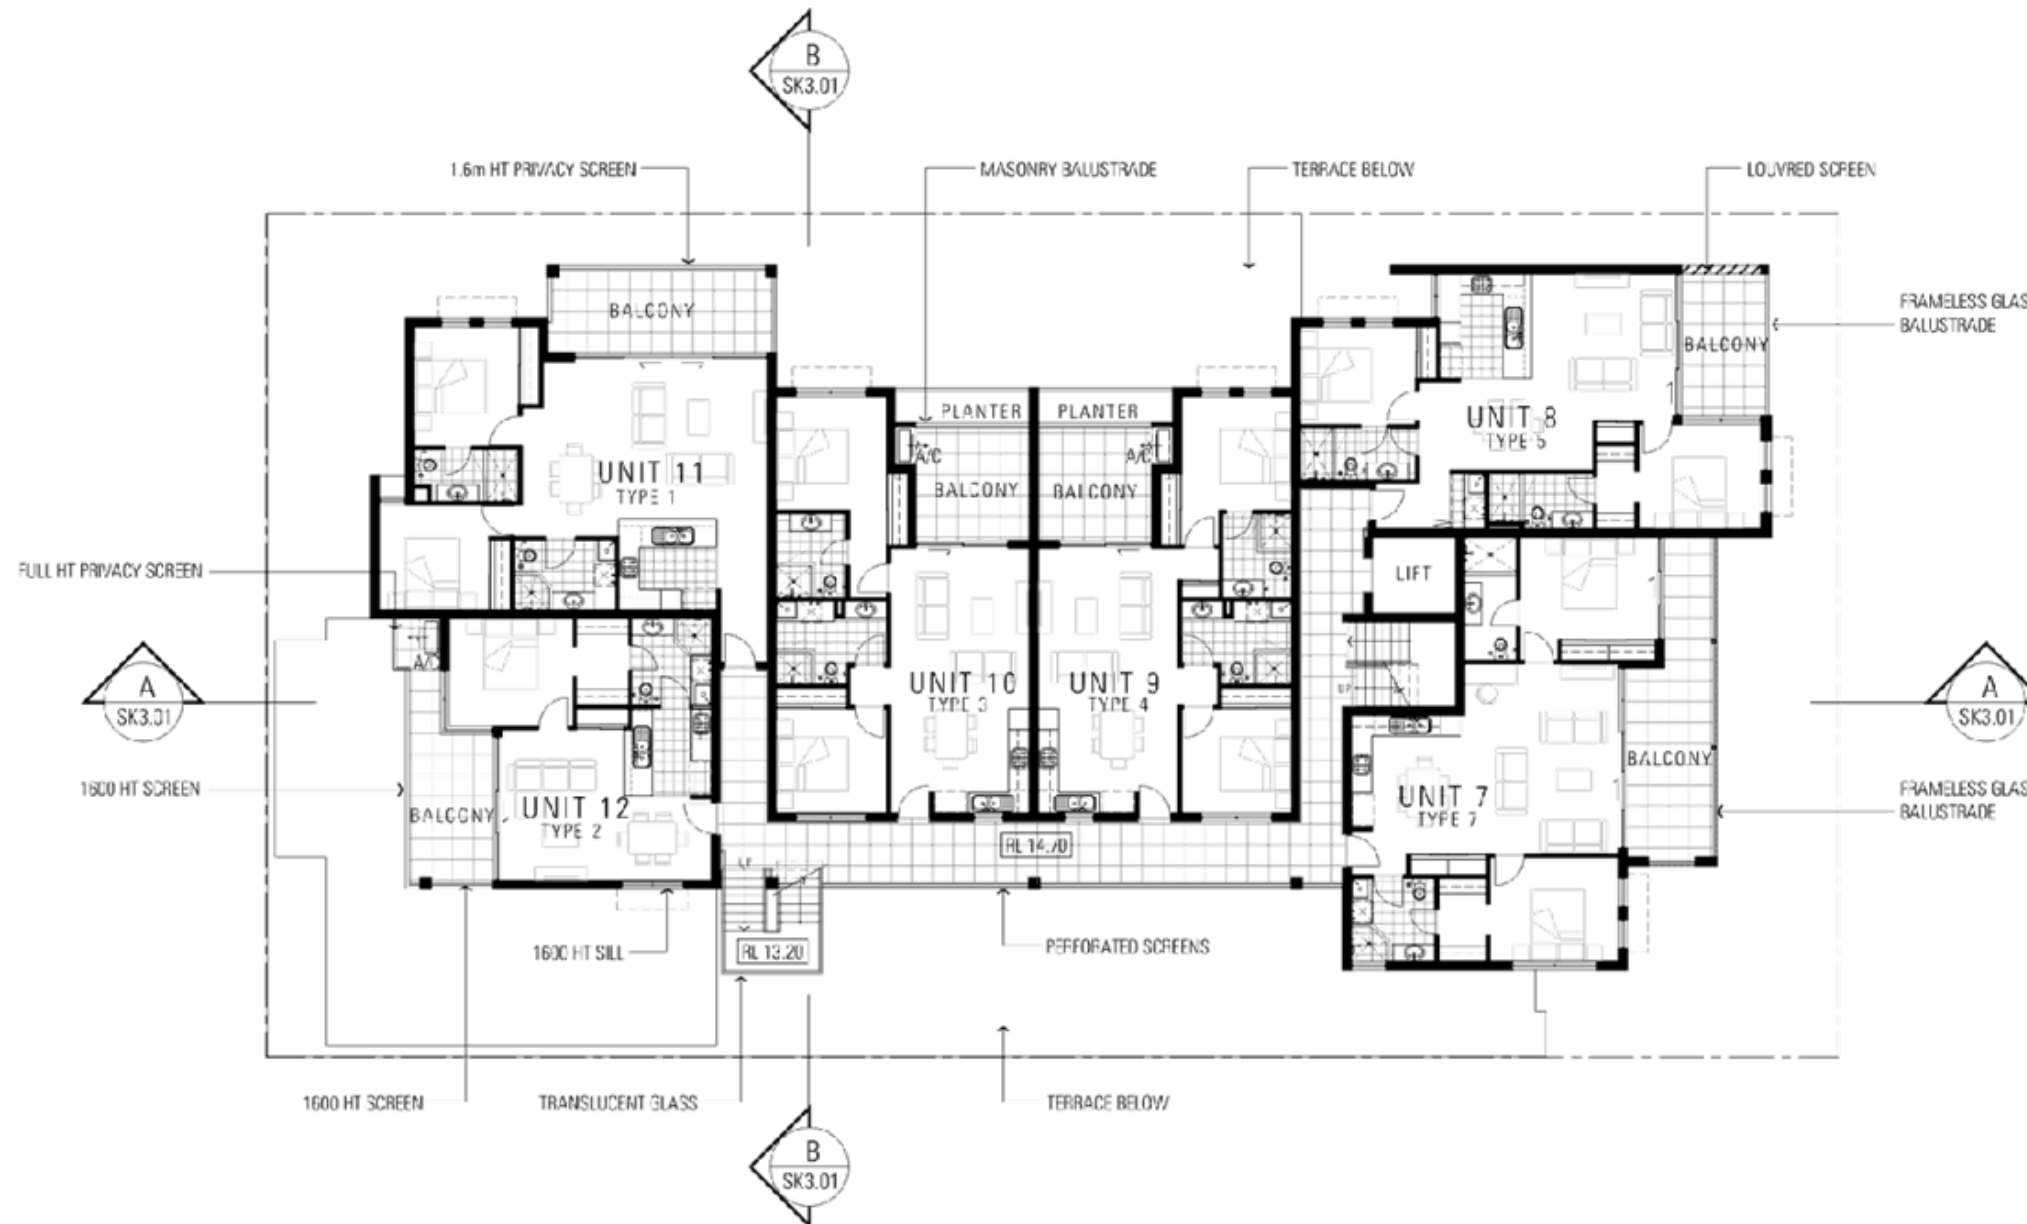 B
SK3.01
1.6m HT PRIVACY SCREEN
MASONRY BALUSTRADE
TERRACE BELOW
LOUVRED SCREEN
BALCONY
FRAMELESS GLAS
BALUSTRADE
BALCONY
PLANTER
PLANTER
UNIT 8
TYPE 5
A/C
A/C
UNIT 11
TYPE 1
BALCONY
BALCONY
FULL HT PRIVACY SCREEN
LIFT
A/C
A
SK3.01
UNIT 10
TYPE 3
UNIT 9
TYPE 4
UP
A
SK3.01
BALCONY
1600 HT SCREEN
BALCONY
UNIT 12
TYPE 2
UNIT 7
TYPE 7
FRAMELESS GLAS
BALUSTRADE
RL 14.70
UP
1600 HT SILL
RL 13.20
PERFORATED SCREENS
1600 HT SCREEN
TRANSLUCENT GLASS
TERRACE BELOW
B
SK3.01